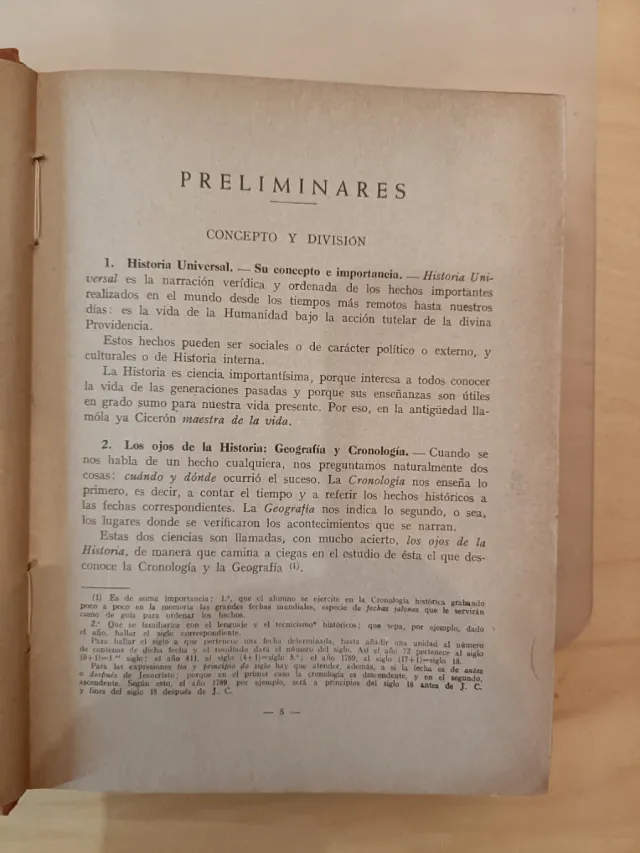 PRELIMINARES
CONCEPTO Y DIVISIÓN
1. Historia Universal. — Su concepto e importancia. — Historia Uni-
versal es la narración verídica y ordenada de los hechos importantes
realizados en el mundo desde los tiempos más remotos hasta nuestros
días: es la vida de la Humanidad bajo la acción tutelar de la divina
Providencia.
Estos hechos pueden ser sociales o de carácter político o externo, y
culturales o de Historia interna.
La Historia es ciencia importantísima, porque interesa a todos conocer
la vida de las generaciones pasadas y porque sus enseñanzas son útiles
en grado sumo para nuestra vida presente. Por eso, en la antigüedad lla-
móla ya Cicerón maestra de la vida.
2. Los ojos de la Historia: Geografía y Cronología. — Cuando se
nos habla de un hecho cualquiera, nos preguntamos naturalmente dos
cosas: cuándo y dónde ocurrió el suceso. La Cronología nos enseña lo
primero, es decir, a contar el tiempo y a referir los hechos históricos a
las fechas correspondientes. La Geografía nos indica lo segundo, o sea,
los lugares donde se verificaron los acontecimientos que se narran.
Estas dos ciencias son llamadas, con mucho acierto, los ojos de la
Historia, de manera que camina a ciegas en el estudio de ésta el que des-
conoce la Cronología y la Geografía (1).
(1) Es de suma importancia: 1.º, que el alumno se ejercite en la Cronología histórica grabando
poco a poco en la memoria las grandes fechas mundiales, especie de fechas jalones que le servirán
como de guía para ordenar los hechos.
2.º Que se familiarice con el lenguaje y el tecnicismo históricos; que sepa, por ejemplo, dado
el año, hallar el siglo correspondiente.
Para hallar el siglo a que pertenece una fecha determinada, basta añadir una unidad al número
de centenas de dicha fecha y el resultado dará el número del siglo. Así el año 72 pertenece al siglo
(0+1)=1.er siglo; el año 411, al siglo (4+1)=siglo 5.º; el año 1789, al siglo (17+1)=siglo 18.
Para las expresiones fin y principio de siglo hay que atender, además, a si la fecha es de antes
o después de Jesucristo; porque en el primer caso la cronología es descendente, y en el segundo,
ascendente. Según esto, el año 1789, por ejemplo, será a principios del siglo 18 antes de J. C.
y fines del siglo 18 después de J. C.
— 5 —